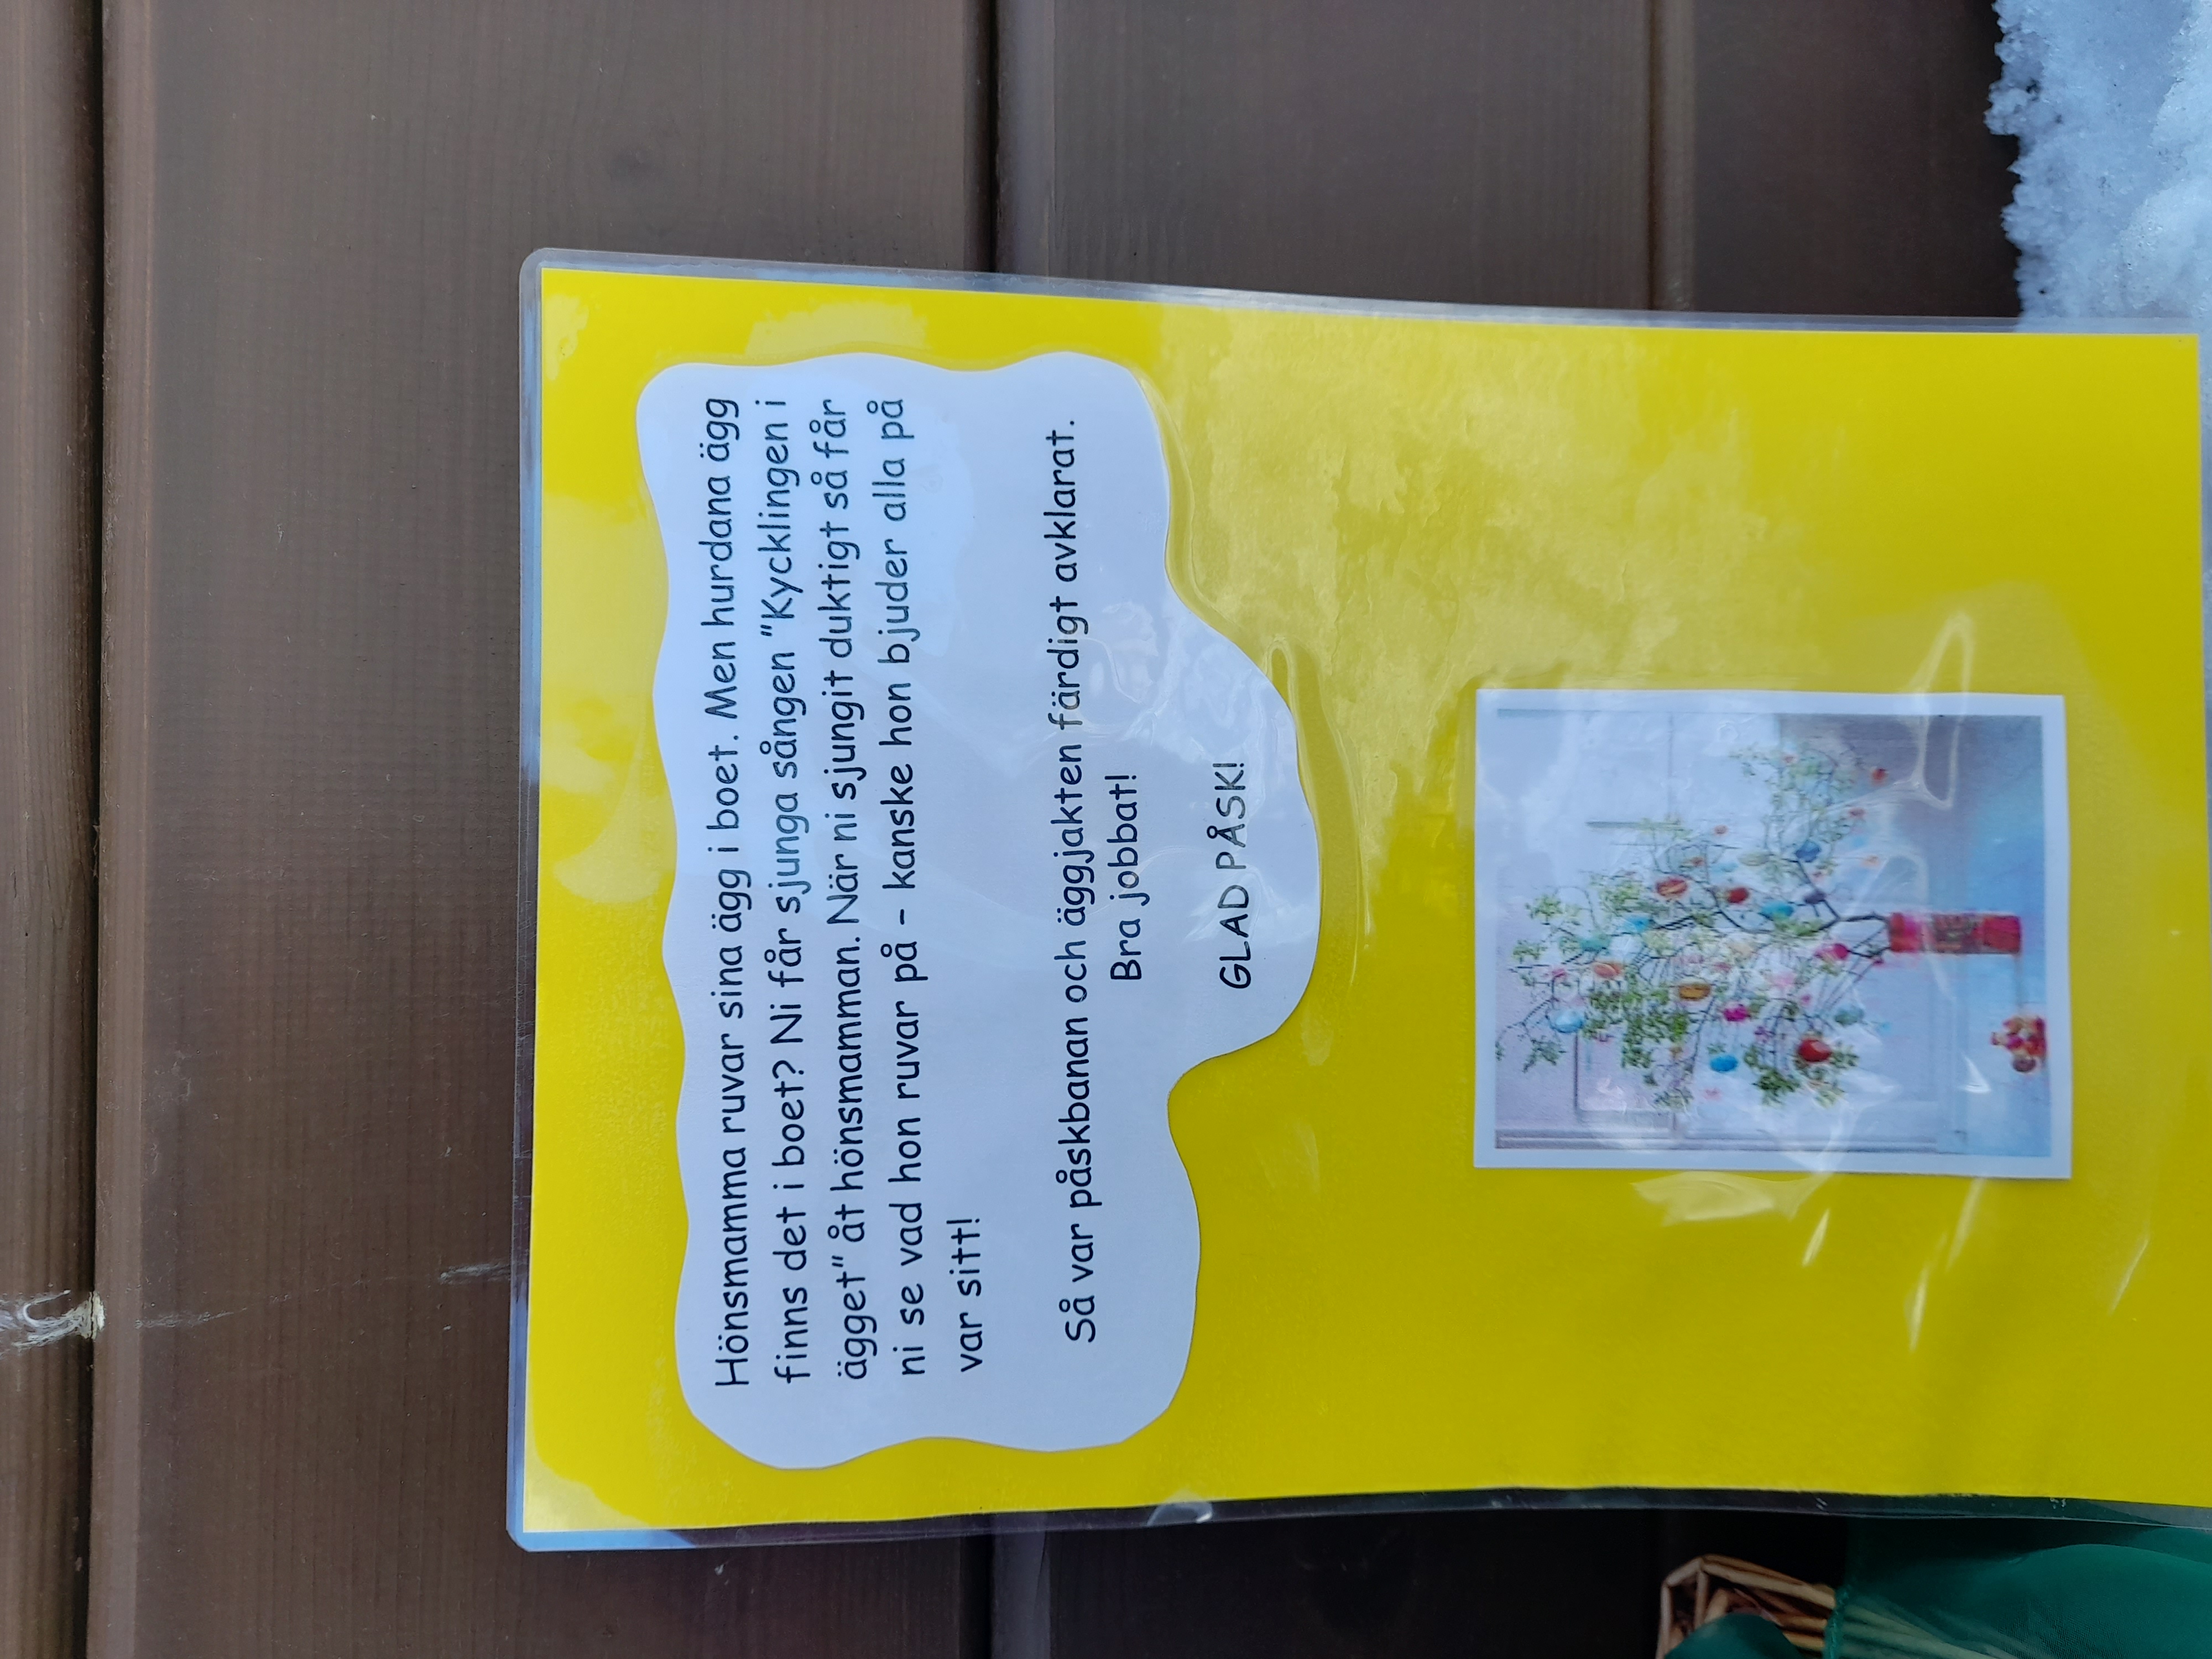 Hönsmamma ruvar sina ägg i boet. Men hurdana ägg
finns det i boet? Ni får sjunga sången "Kycklingen i
ägget" åt hönsmamman. När ni sjungit duktigt så får
ni se vad hon ruvar på - kanske hon bjuder alla på
var sitt!
Så var påskbanan och äggjakten färdigt avklarat.
Bra jobbat!
GLAD PÅSK!